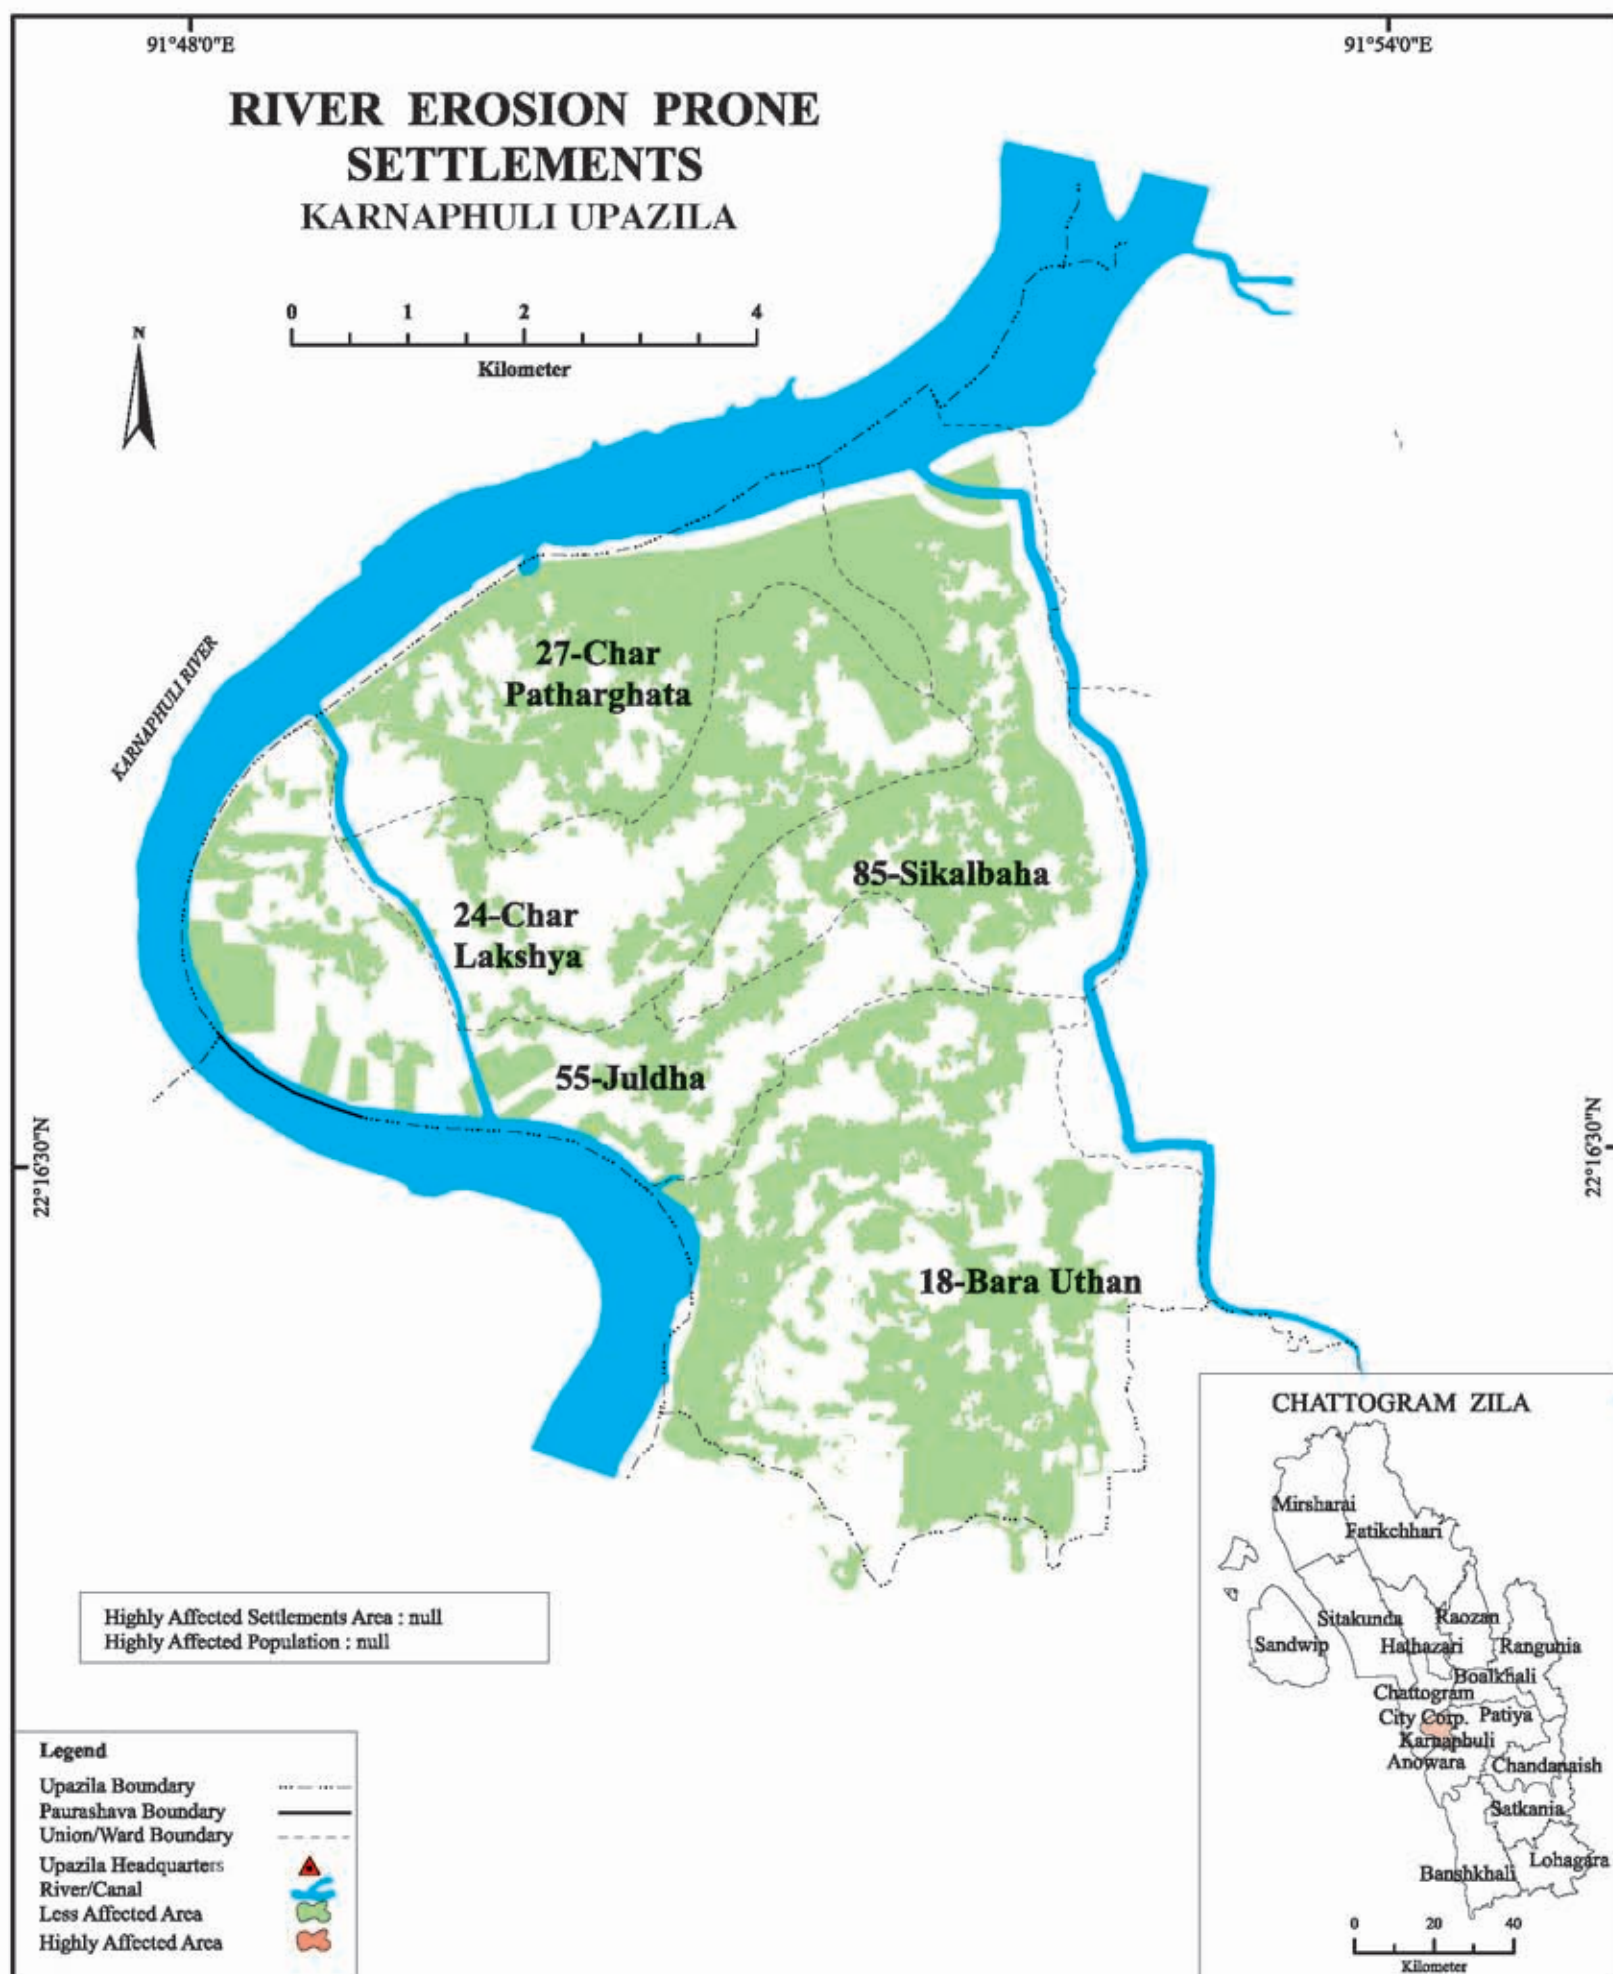 91°48'0"E
91°54'0"E
RIVER EROSION PRONE
SETTLEMENTS
KARNAPHULI UPAZILA
0 1 2 4
Kilometer
N
KARNAPHULI RIVER
27-Char
Patharghata
85-Sikalbaha
24-Char
Lakshya
55-Juldha
22°16'30"N
22°16'30"N
18-Bara Uthan
Highly Affected Settlements Area : null
Highly Affected Population : null
Legend
Upazila Boundary
Paurashava Boundary
Union/Ward Boundary
Upazila Headquarters
River/Canal
Less Affected Area
Highly Affected Area
CHATTOGRAM ZILA
Mirsharai
Fatikchhari
Sitakunda
Raozan
Sandwip
Hathazari
Rangunia
Boalkhali
Chattogram
City Corp.
Patiya
Karnaphuli
Anowara
Chandanaish
Satkania
Lohagara
Banshkhali
0 20 40
Kilometer